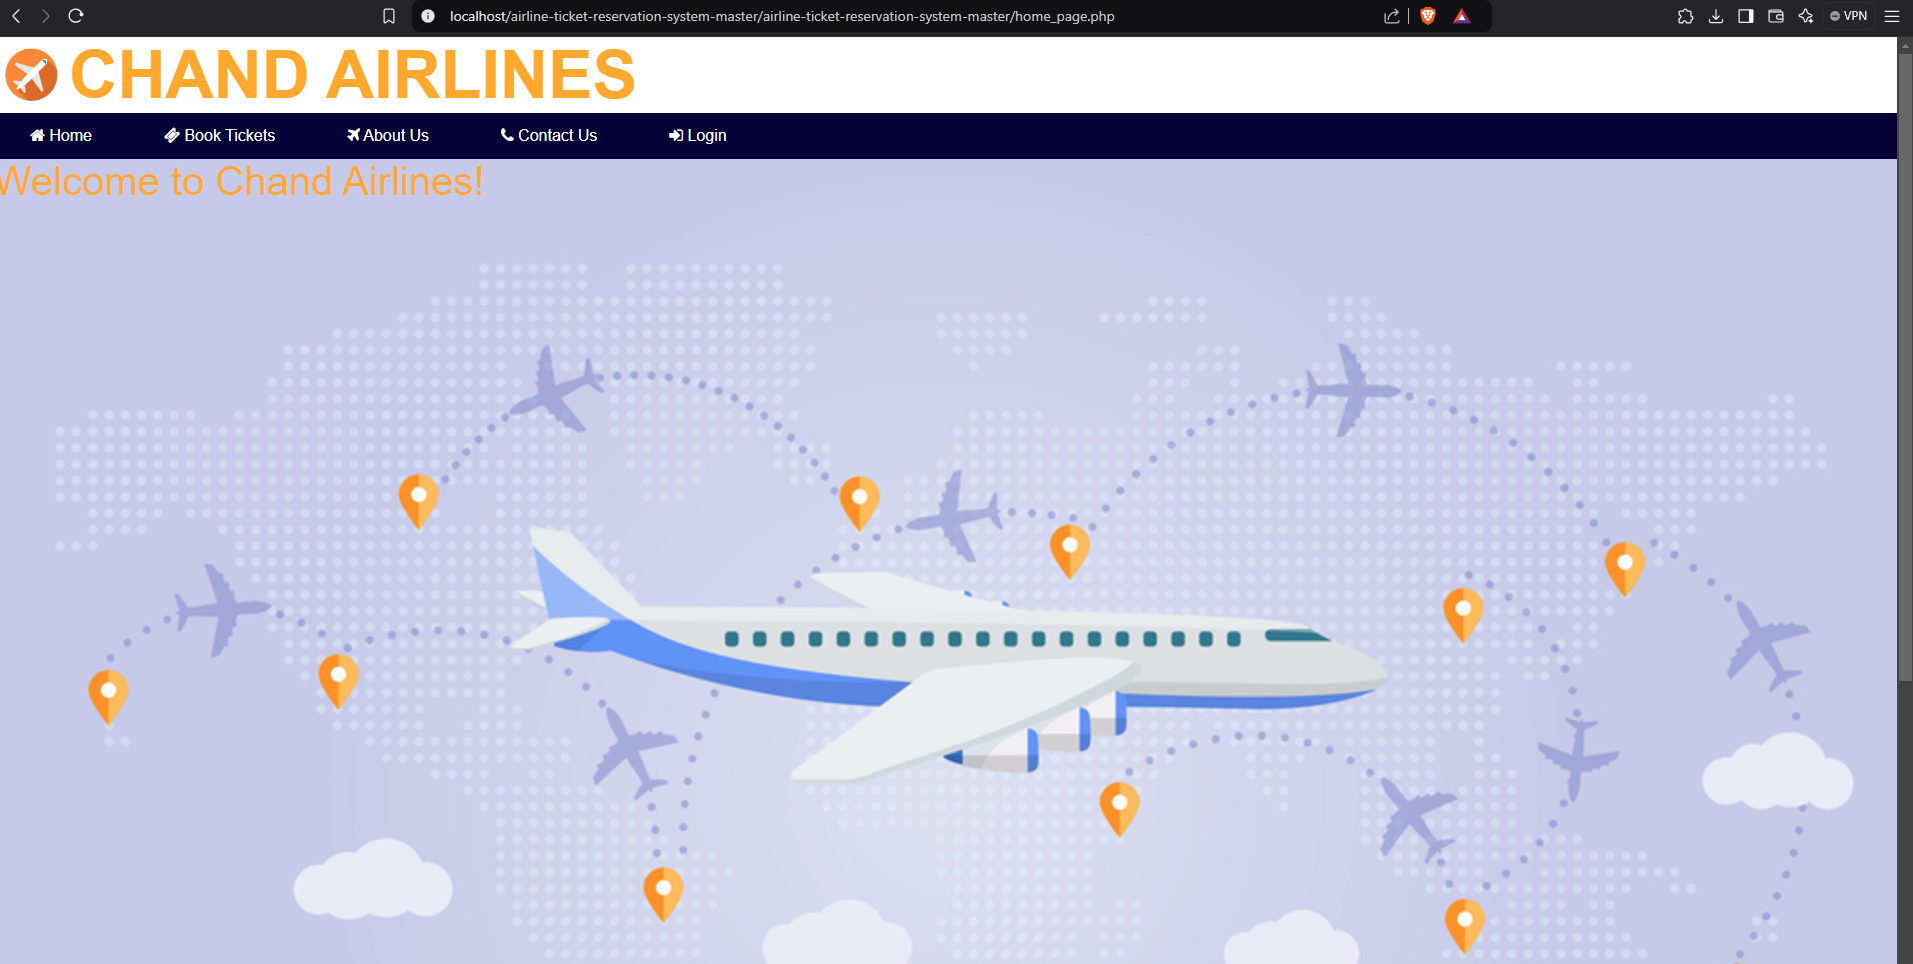 localhost/airline-ticket-reservation-system-master/airline-ticket-reservation-system-master/home_page.php
VPN
CHAND AIRLINES
Home Book Tickets About Us Contact Us Login
Welcome to Chand Airlines!